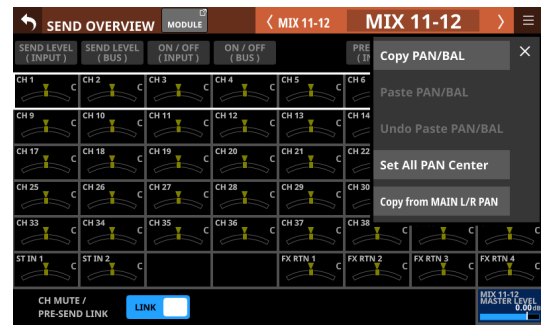 SEND OVERVIEW MODULE MIX 11-12 MIX 11-12
SEND LEVEL SEND LEVEL ON / OFF ON / OFF PRE
( INPUT ) ( BUS ) ( INPUT ) ( BUS )
Copy PAN/BAL
Paste PAN/BAL
Undo Paste PAN/BAL
Set All PAN Center
Copy from MAIN L/R PAN
CH 1 C CH 2 C CH 3 C CH 4 C CH 5 C CH 6
CH 9 C CH 10 C CH 11 C CH 12 C CH 13 C CH 14
CH 17 C CH 18 C CH 19 C CH 20 C CH 21 C CH 22
CH 25 C CH 26 C CH 27 C CH 28 C CH 29 C CH 30
CH 33 C CH 34 C CH 35 C CH 36 C CH 37 C CH 38 C C C
ST IN 1 C ST IN 2 C FX RTN 1 C FX RTN 2 C FX RTN 3 C FX RTN 4 C
CH MUTE /
PRE-SEND LINK
LINK
MIX 11-12
MASTER LEVEL
0.00 dB